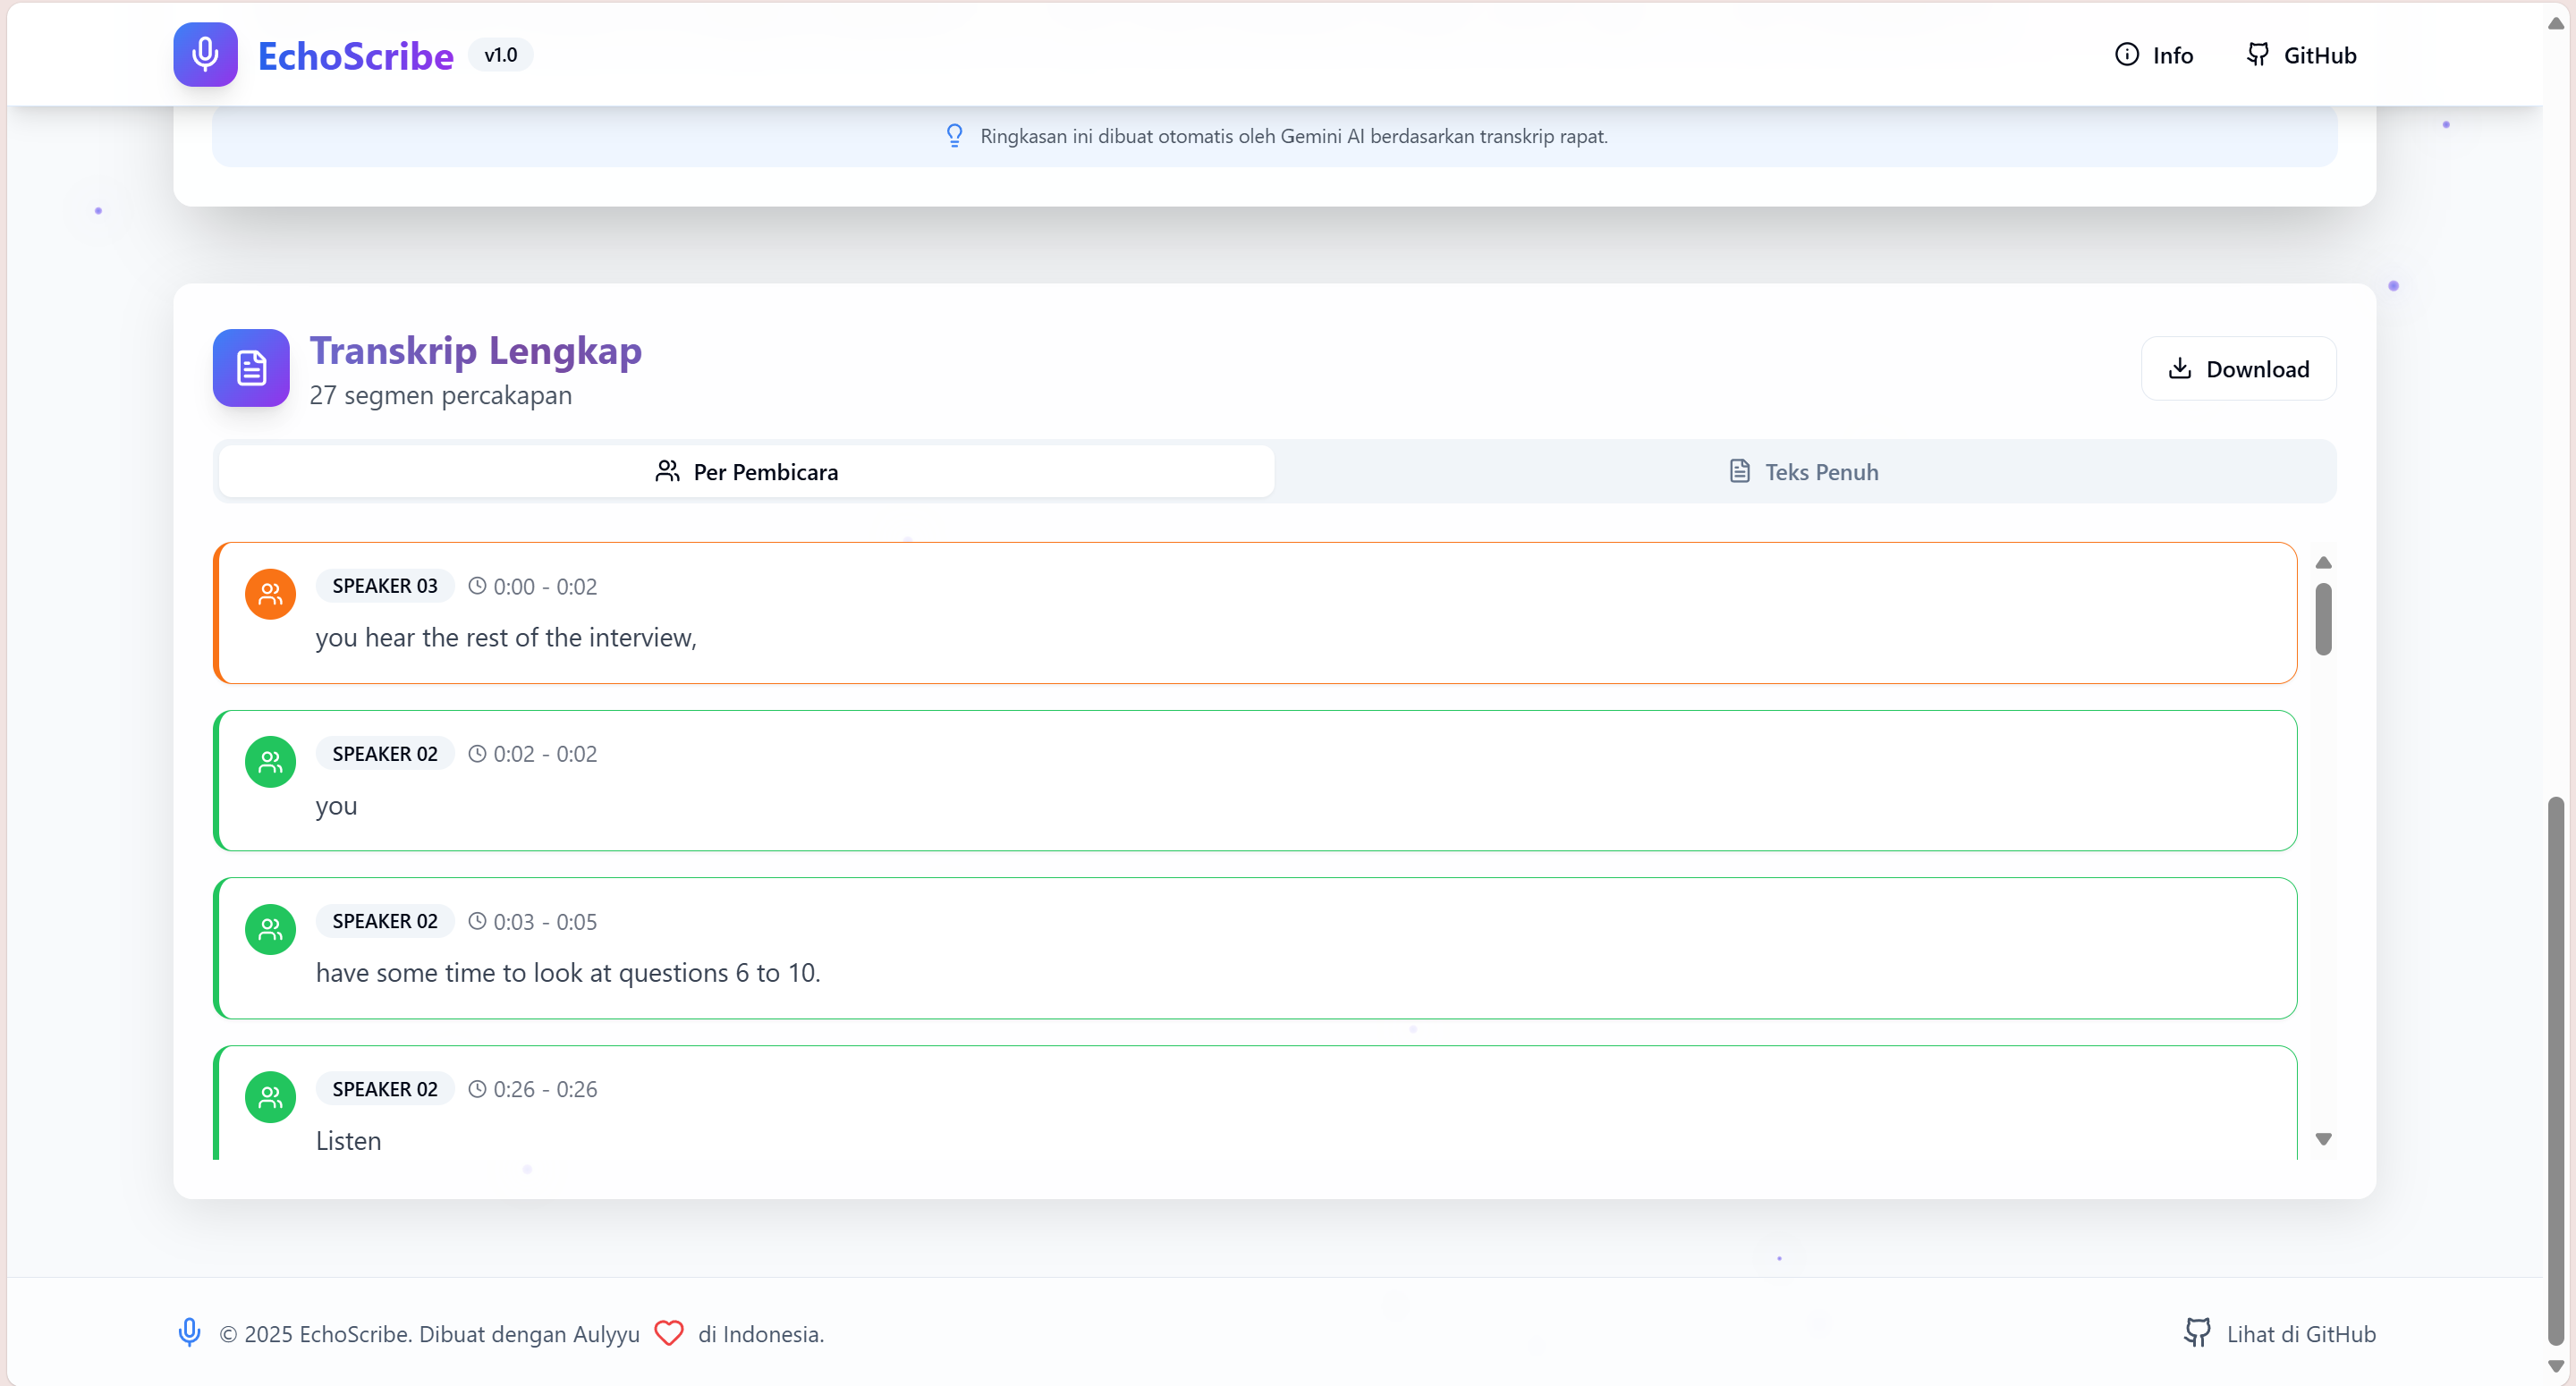 EchoScribe v1.0 Info GitHub
Ringkasan ini dibuat otomatis oleh Gemini AI berdasarkan transkrip rapat.
Transkrip Lengkap
27 segmen percakapan
Download
Per Pembicara Teks Penuh
SPEAKER 03 0:00 - 0:02
you hear the rest of the interview,
SPEAKER 02 0:02 - 0:02
you
SPEAKER 02 0:03 - 0:05
have some time to look at questions 6 to 10.
SPEAKER 02 0:26 - 0:26
Listen
© 2025 EchoScribe. Dibuat dengan Aulyyu di Indonesia. Lihat di GitHub